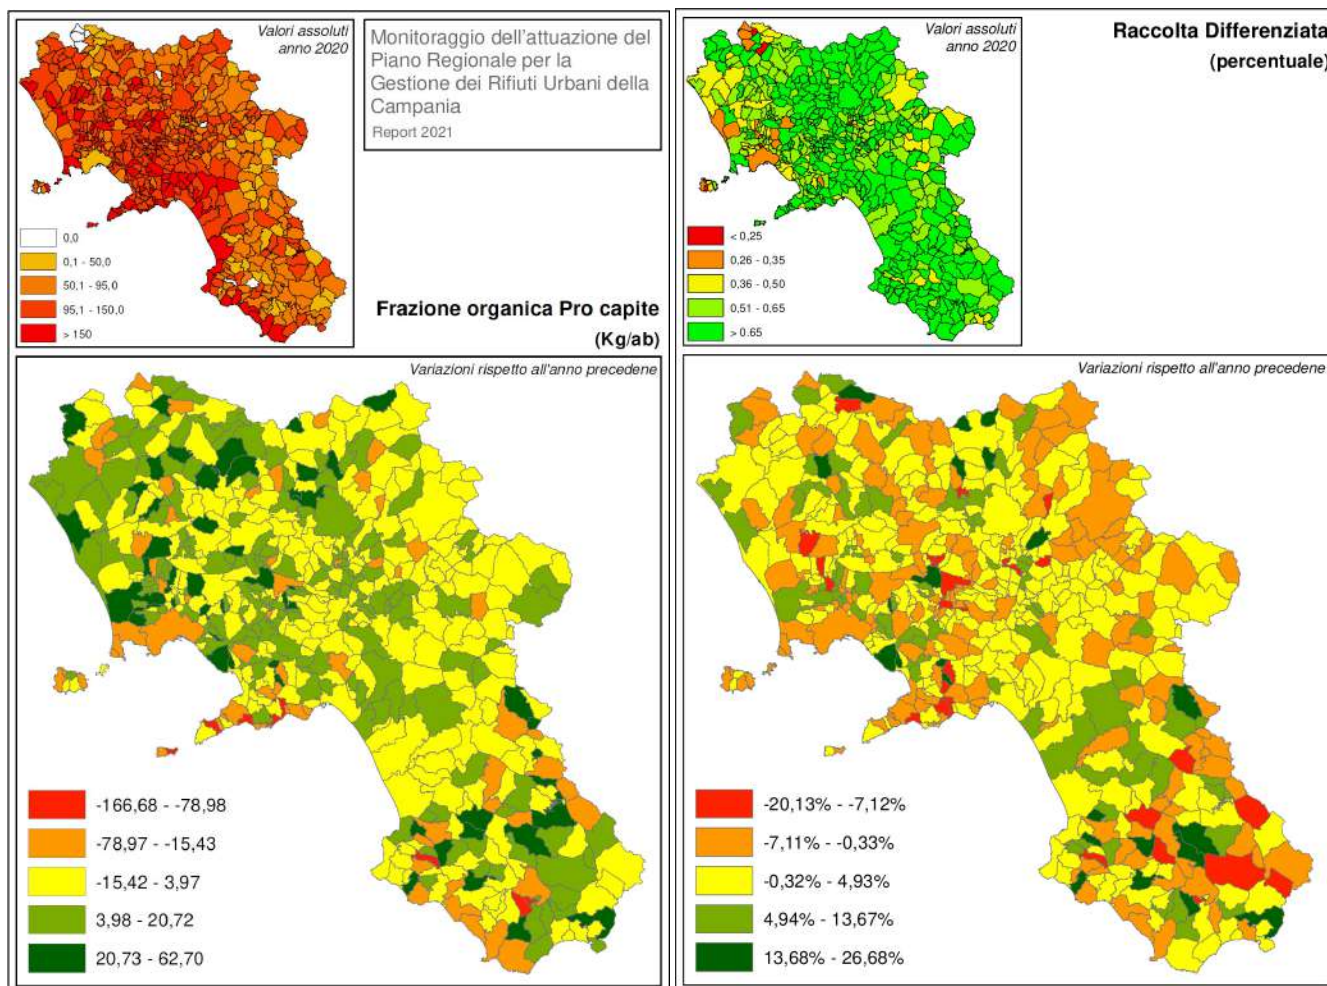 Valori assoluti
anno 2020
0,0
0,1 - 50,0
50,1 - 95,0
95,1 - 150,0
> 150
Monitoraggio dell'attuazione del
Piano Regionale per la
Gestione dei Rifiuti Urbani della
Campania
Report 2021
Frazione organica Pro capite
(Kg/ab)
Variazioni rispetto all'anno precedene
-166,68 - -78,98
-78,97 - -15,43
-15,42 - 3,97
3,98 - 20,72
20,73 - 62,70
Valori assoluti
anno 2020
< 0,25
0,26 - 0,35
0,36 - 0,50
0,51 - 0,65
> 0.65
Raccolta Differenziata
(percentuale)
Variazioni rispetto all'anno precedene
-20,13% - -7,12%
-7,11% - -0,33%
-0,32% - 4,93%
4,94% - 13,67%
13,68% - 26,68%